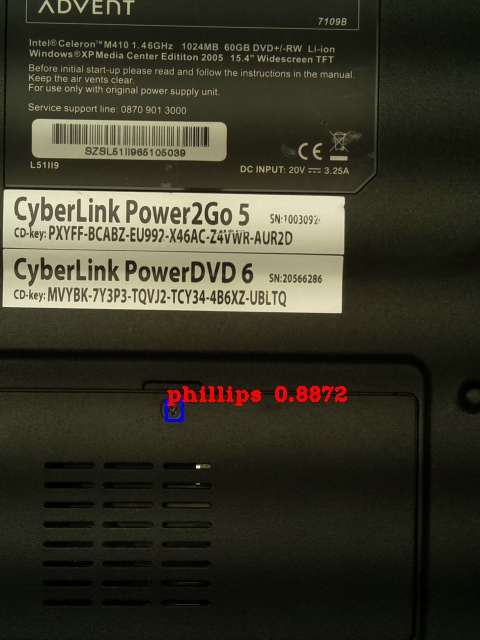 ADVENT
7109B
Intel® Celeron™ M410 1.46GHz 1024MB 60GB DVD+/-RW Li-ion
Windows® XP Media Center Edititon 2005 15.4" Widescreen TFT
Before initial start-up please read and follow the instructions in the manual.
Keep the air vents clear.
For use only with original power supply unit.
Service support line: 0870 901 3000
SZSL51II965105039
L51II9
DC INPUT: 20V ⎓ 3.25A
CyberLink Power2Go 5 SN:1003092
CD-key: PXYFF-BCABZ-EU992-X46AC-Z4VWR-AUR2D
CyberLink PowerDVD 6 SN:20566286
CD-key: MVYBK-7Y3P3-TQVJ2-TCY34-4B6XZ-UBLTQ
phillips 0.8872